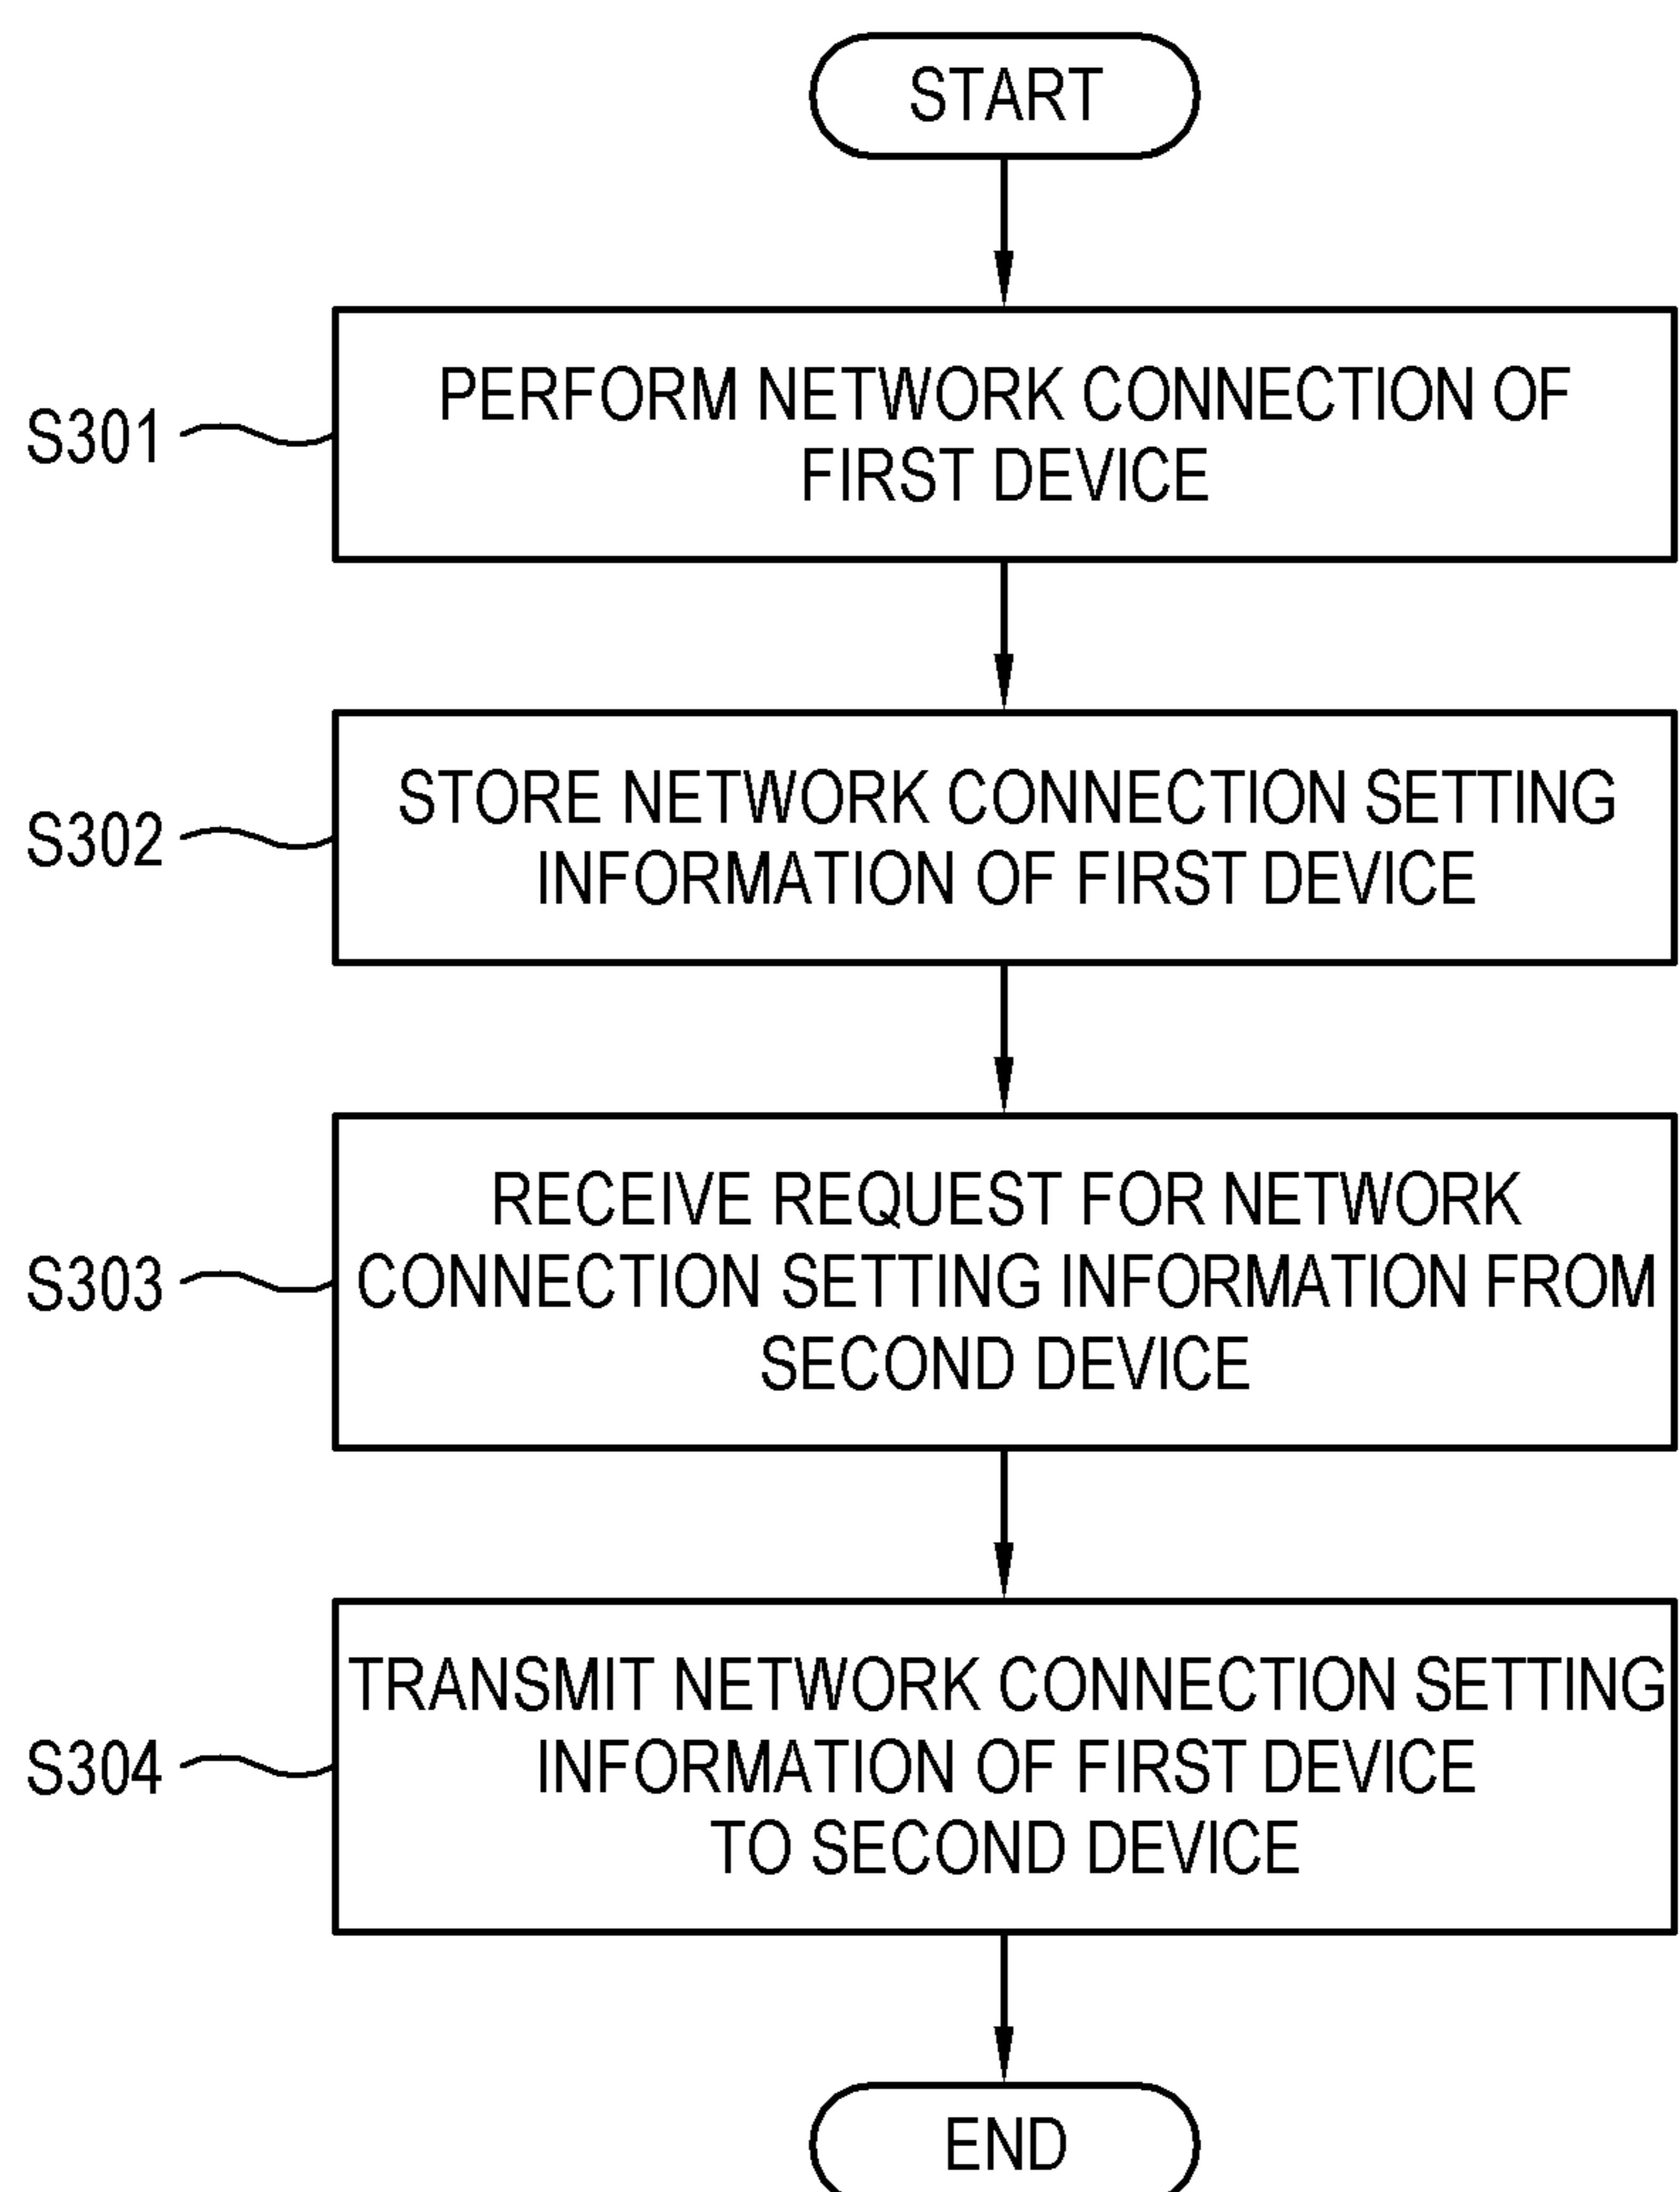 START
S301
PERFORM NETWORK CONNECTION OF
FIRST DEVICE
S302
STORE NETWORK CONNECTION SETTING
INFORMATION OF FIRST DEVICE
S303
RECEIVE REQUEST FOR NETWORK
CONNECTION SETTING INFORMATION FROM
SECOND DEVICE
S304
TRANSMIT NETWORK CONNECTION SETTING
INFORMATION OF FIRST DEVICE
TO SECOND DEVICE
END